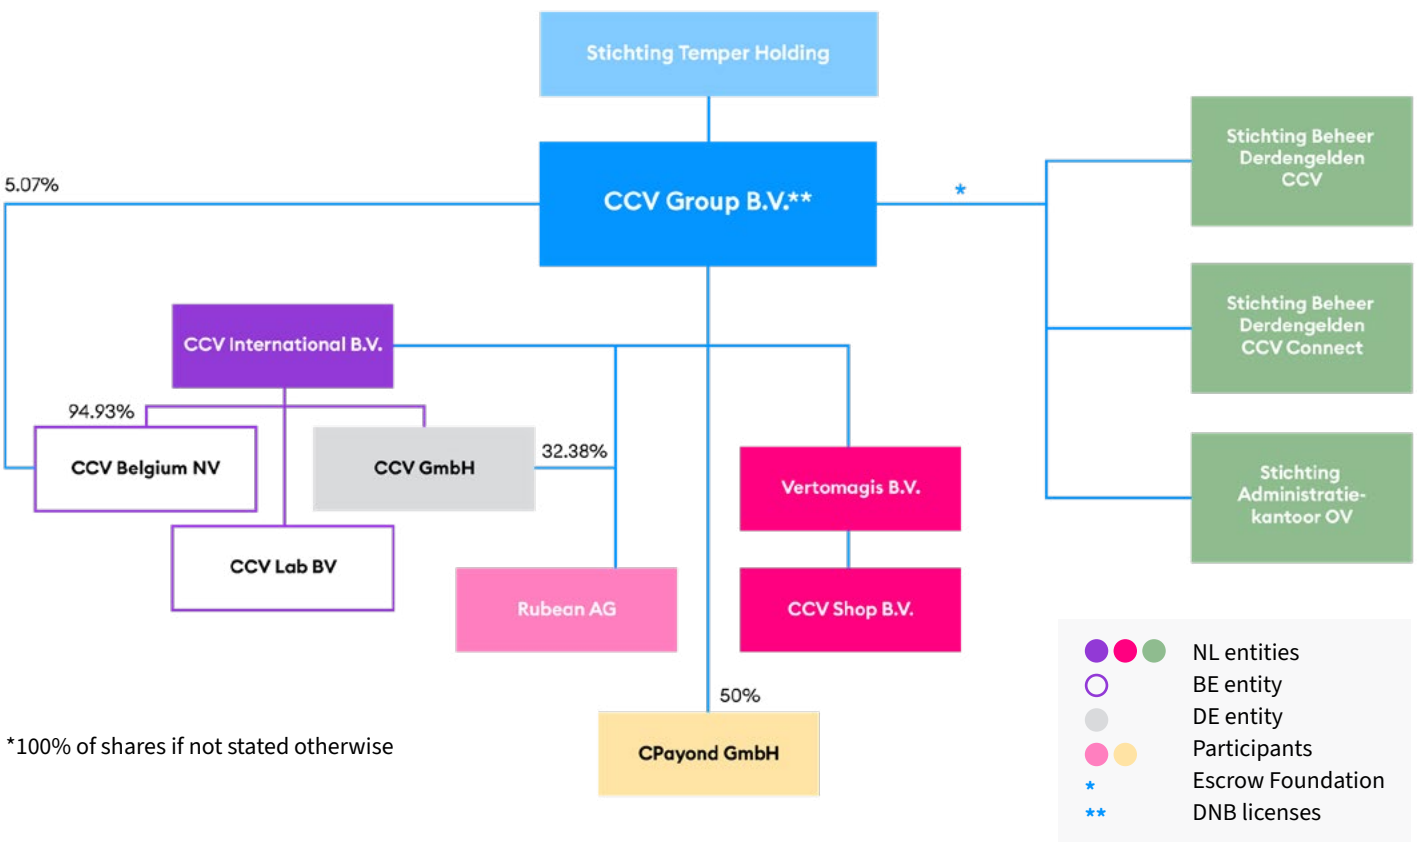 Stichting Temper Holding
CCV Group B.V.**
5.07%
*
Stichting Beheer
Derdengelden
CCV
Stichting Beheer
Derdengelden
CCV Connect
Stichting
Administratie-
kantoor OV
CCV International B.V.
94.93%
CCV Belgium NV
CCV GmbH
32.38%
CCV Lab BV
Rubean AG
Vertomagis B.V.
CCV Shop B.V.
50%
CPayond GmbH
*100% of shares if not stated otherwise
NL entities
BE entity
DE entity
Participants
* Escrow Foundation
** DNB licenses